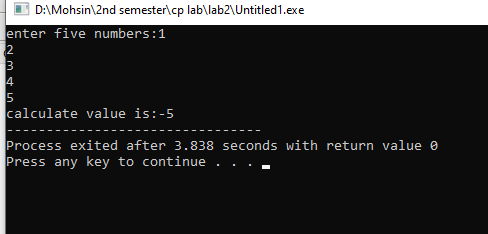 D:\Mohsin\2nd semester\cp lab\lab2\Untitled1.exe
enter five numbers:1
2
3
4
5
calculate value is:-5
--------------------------------
Process exited after 3.838 seconds with return value 0
Press any key to continue . . .